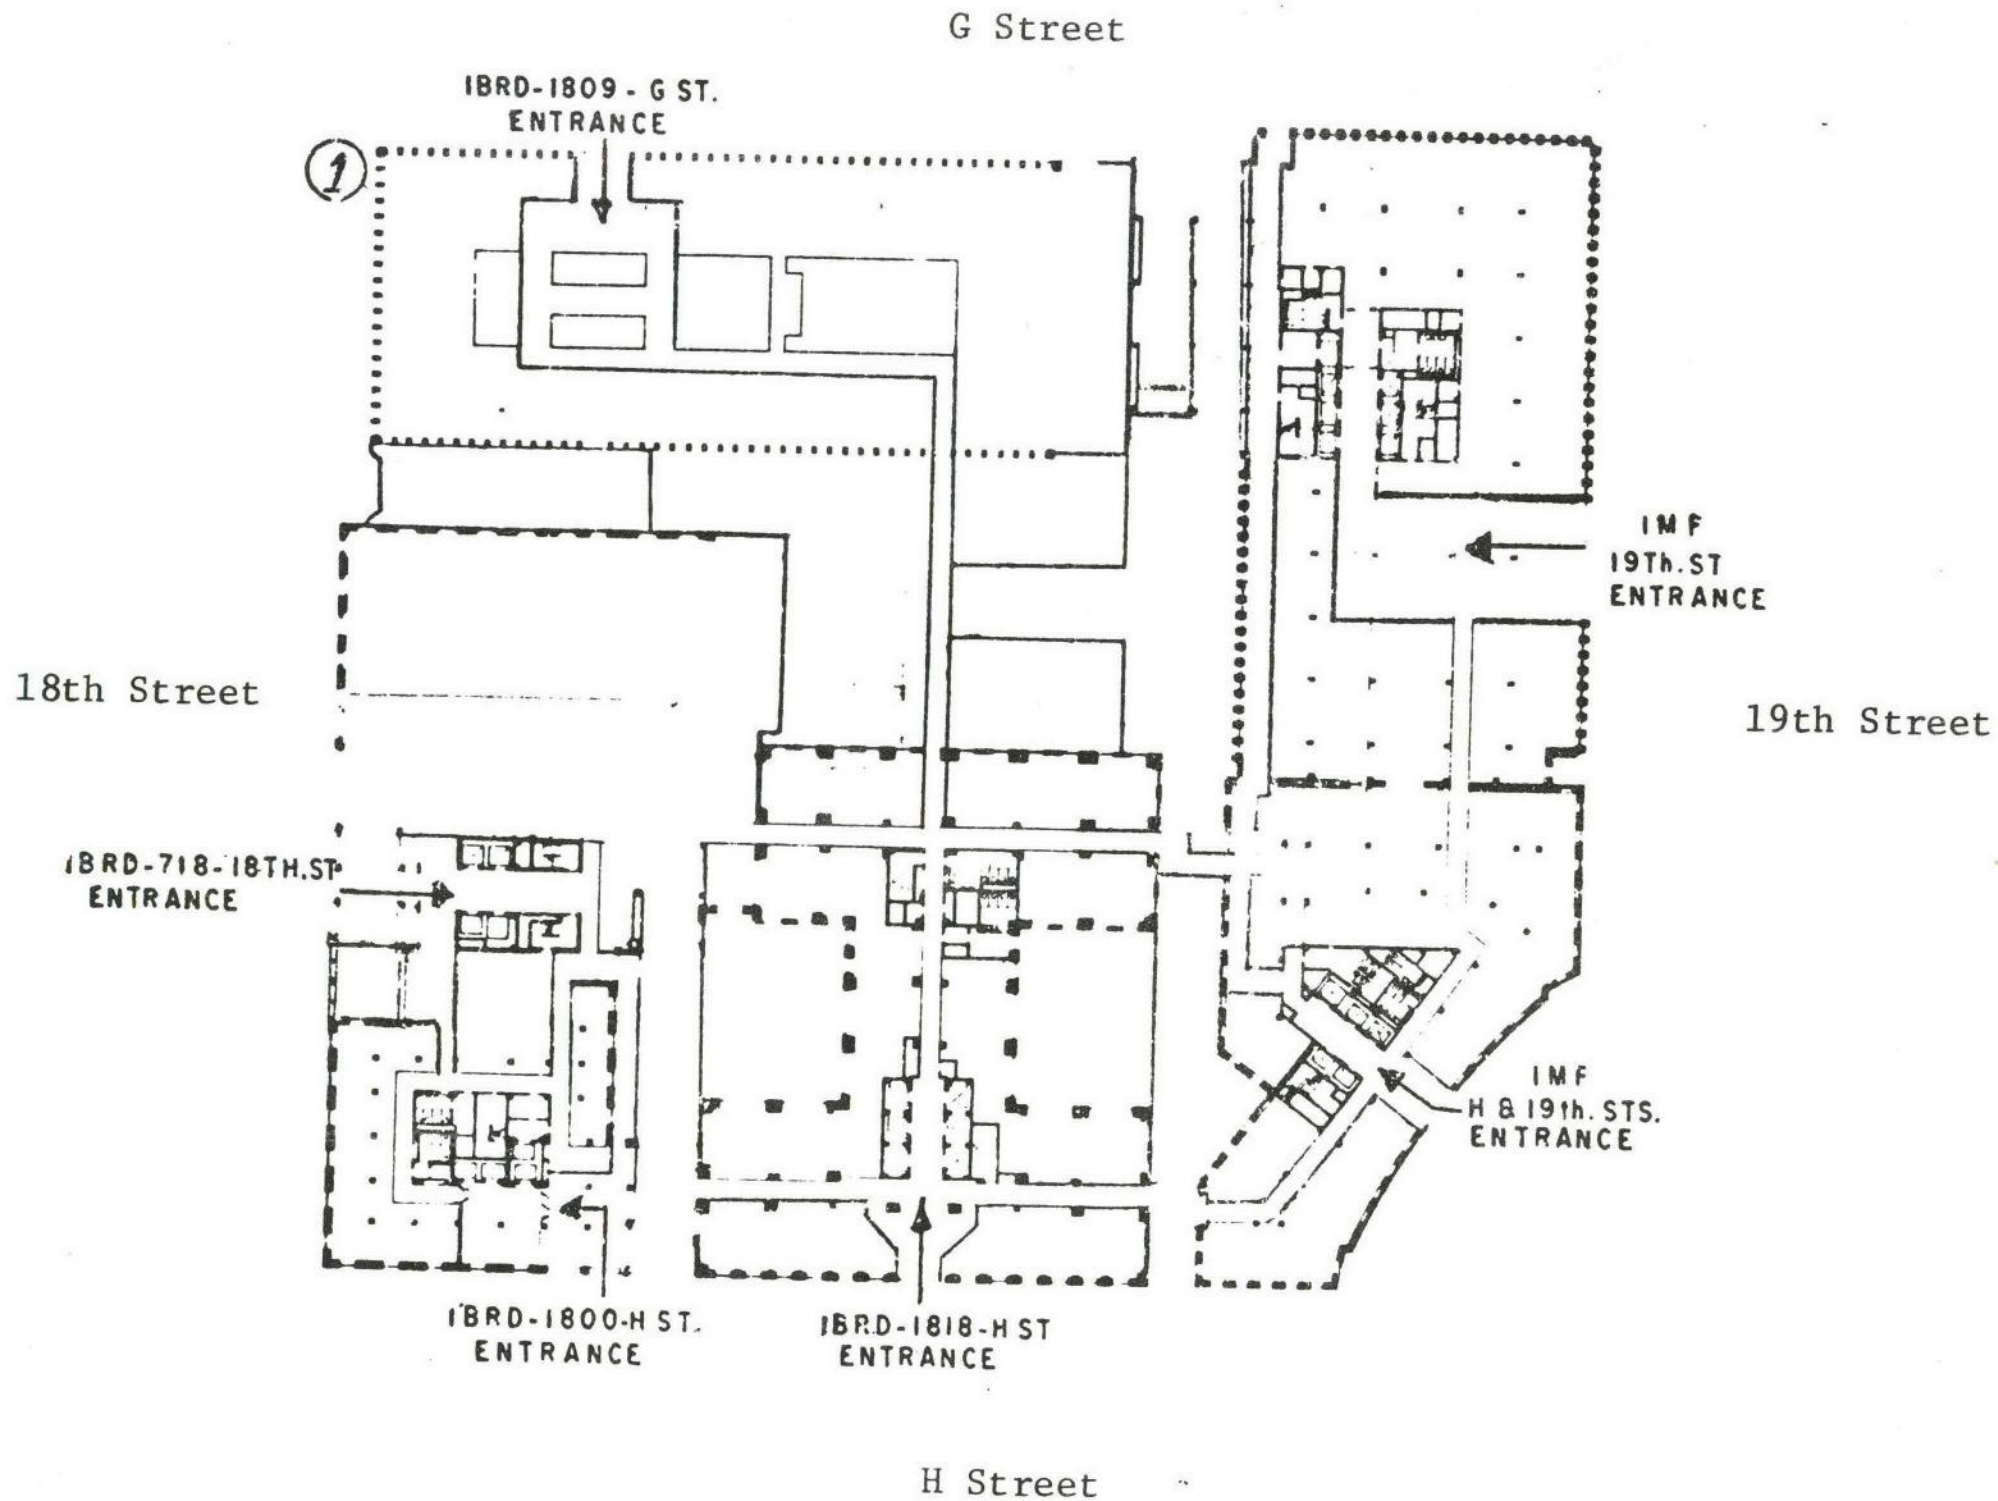 G Street
IBRD-1809 - G ST.
ENTRANCE
1
IMF
19Th.ST
ENTRANCE
18th Street
19th Street
IBRD-718-18TH.ST
ENTRANCE
IMF
H & 19th. STS.
ENTRANCE
IBRD-1800-H ST.
ENTRANCE
IBRD-1818-H ST
ENTRANCE
H Street